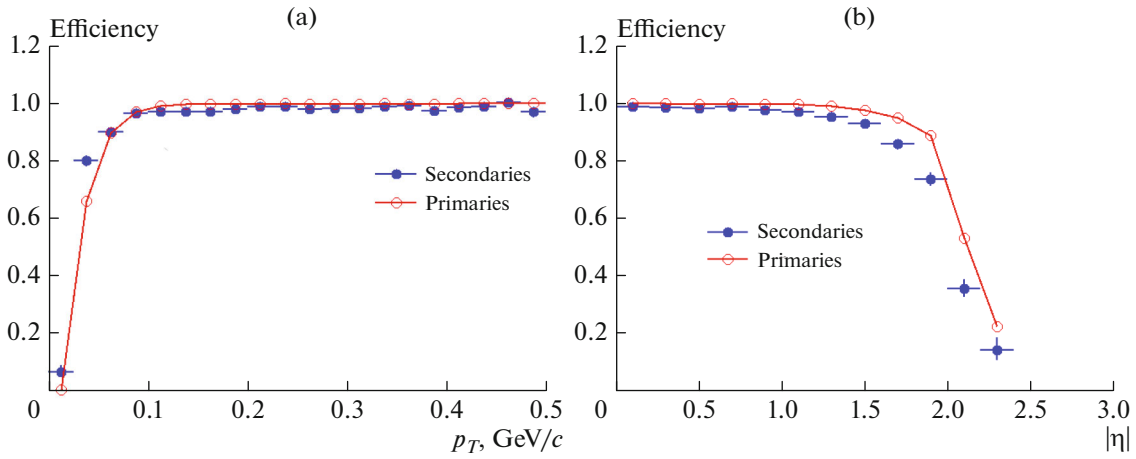 (a)
Efficiency
1.2
1.0
0.8
0.6
0.4
0.2
0
0.1 0.2 0.3 0.4 0.5
Secondaries
Primaries
p_T, GeV/c
(b)
Efficiency
1.2
1.0
0.8
0.6
0.4
0.2
0
0.5 1.0 1.5 2.0 2.5 3.0
Secondaries
Primaries
|η|